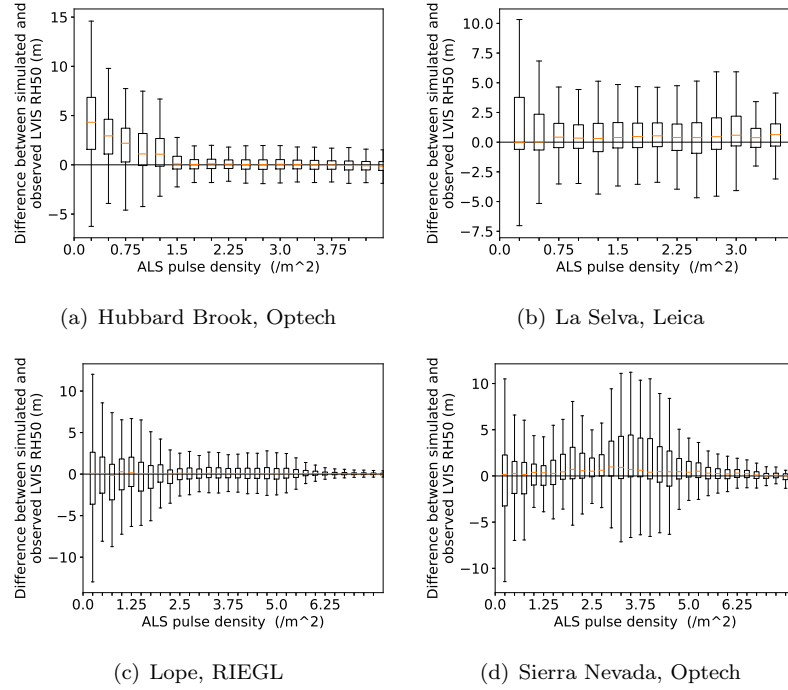 Difference between simulated and
observed LVIS RH50 (m)
15
10
5
0
−5
0.0 0.75 1.5 2.25 3.0 3.75
ALS pulse density (/m^2)
(a) Hubbard Brook, Optech
Difference between simulated and
observed LVIS RH50 (m)
10.0
7.5
5.0
2.5
0.0
−2.5
−5.0
−7.5
0.0 0.75 1.5 2.25 3.0
ALS pulse density (/m^2)
(b) La Selva, Leica
Difference between simulated and
observed LVIS RH50 (m)
10
5
0
−5
−10
0.0 1.25 2.5 3.75 5.0 6.25
ALS pulse density (/m^2)
(c) Lope, RIEGL
Difference between simulated and
observed LVIS RH50 (m)
10
5
0
−5
−10
0.0 1.25 2.5 3.75 5.0 6.25
ALS pulse density (/m^2)
(d) Sierra Nevada, Optech